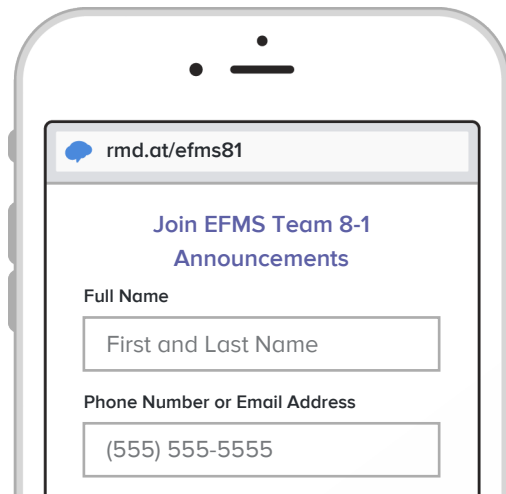 rmd.at/efms81
Join EFMS Team 8-1
Announcements
Full Name
First and Last Name
Phone Number or Email Address
(555) 555-5555